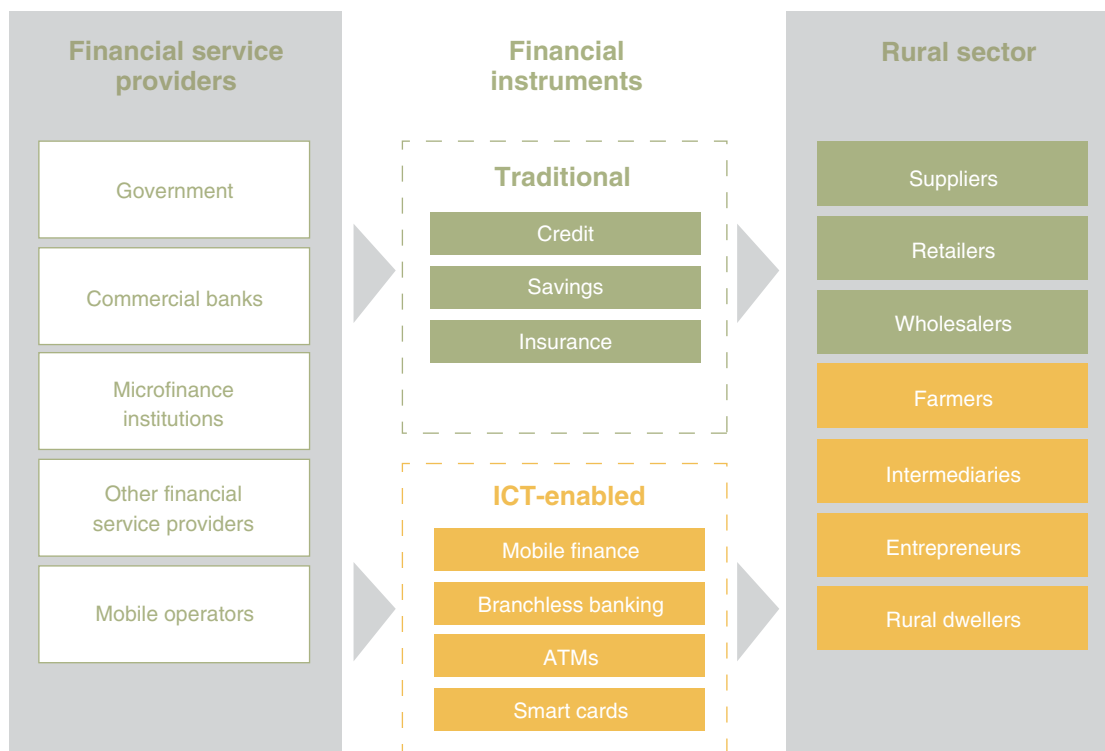 Financial service
providers
Government
Commercial banks
Microfinance
institutions
Other financial
service providers
Mobile operators
Financial
instruments
Traditional
Credit
Savings
Insurance
ICT-enabled
Mobile finance
Branchless banking
ATMs
Smart cards
Rural sector
Suppliers
Retailers
Wholesalers
Farmers
Intermediaries
Entrepreneurs
Rural dwellers